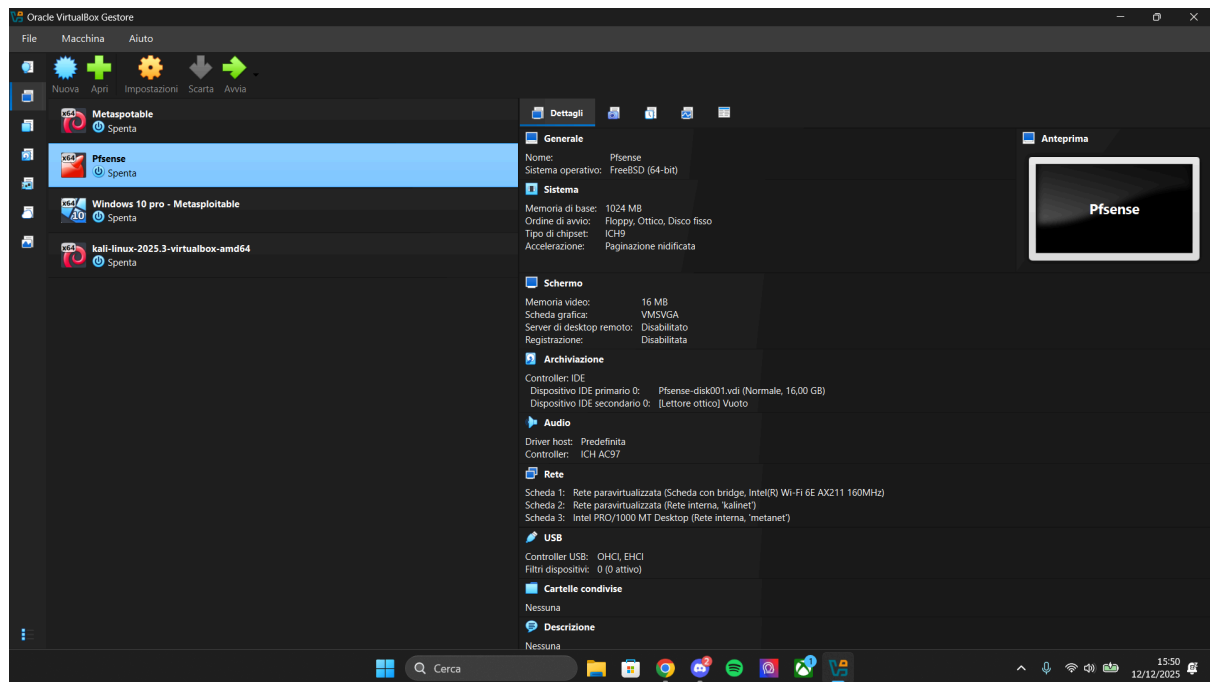 Oracle VirtualBox Gestore
File Macchina Aiuto
Nuova Apri Impostazioni Scarta Avvia
x64
Metaspotable
Spenta
x64
Pfsense
Spenta
x64
10
Windows 10 pro - Metasploitable
Spenta
x64
kali-linux-2025.3-virtualbox-amd64
Spenta
Dettagli
Generale
Nome: Pfsense
Sistema operativo: FreeBSD (64-bit)
Sistema
Memoria di base: 1024 MB
Ordine di avvio: Floppy, Ottico, Disco fisso
Tipo di chipset: ICH9
Accelerazione: Paginazione nidificata
Anteprima
Pfsense
Schermo
Memoria video: 16 MB
Scheda grafica: VMSVGA
Server di desktop remoto: Disabilitato
Registrazione: Disabilitata
Archiviazione
Controller: IDE
Dispositivo IDE primario 0: Pfsense-disk001.vdi (Normale, 16,00 GB)
Dispositivo IDE secondario 0: [Lettore ottico] Vuoto
Audio
Driver host: Predefinita
Controller: ICH AC97
Rete
Scheda 1: Rete paravirtualizzata (Scheda con bridge, Intel(R) Wi-Fi 6E AX211 160MHz)
Scheda 2: Rete paravirtualizzata (Rete interna, 'kalinet')
Scheda 3: Intel PRO/1000 MT Desktop (Rete interna, 'metanet')
USB
Controller USB: OHCI, EHCI
Filtri dispositivi: 0 (0 attivo)
Cartelle condivise
Nessuna
Descrizione
Nessuna
Cerca
2
1
15:50
12/12/2025